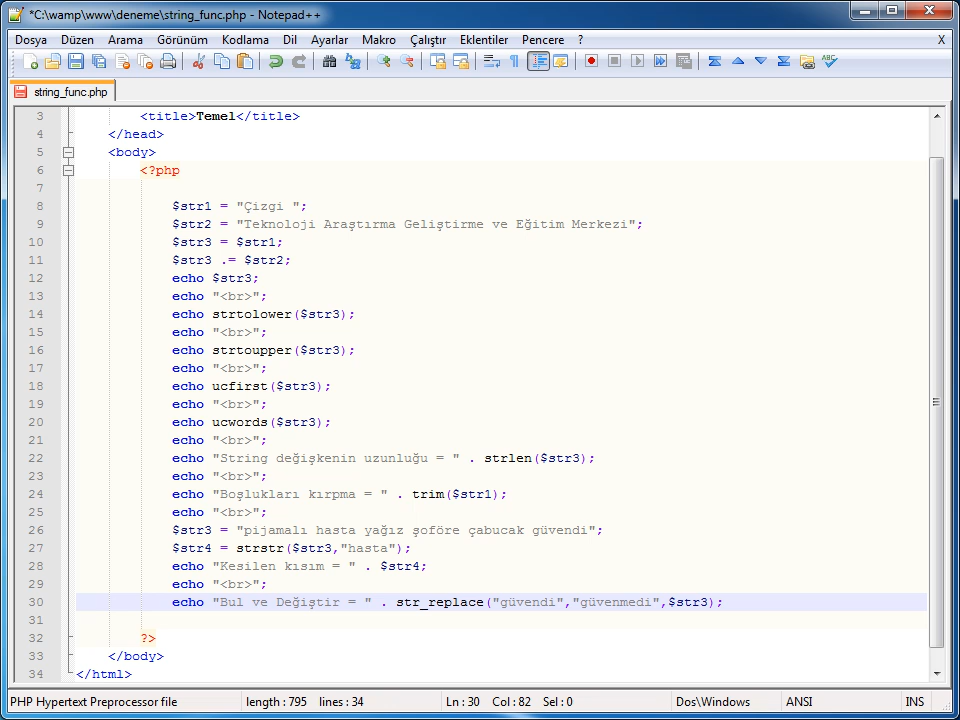 *C:\wamp\www\deneme\string_func.php - Notepad++
Dosya Düzen Arama Görünüm Kodlama Dil Ayarlar Makro Çalıştır Eklentiler Pencere ? X
string_func.php
3 <title>Temel</title>
4 </head>
5 <body>
6 <?php
7
8 $str1 = "Çizgi ";
9 $str2 = "Teknoloji Araştırma Geliştirme ve Eğitim Merkezi";
10 $str3 = $str1;
11 $str3 .= $str2;
12 echo $str3;
13 echo "<br>";
14 echo strtolower($str3);
15 echo "<br>";
16 echo strtoupper($str3);
17 echo "<br>";
18 echo ucfirst($str3);
19 echo "<br>";
20 echo ucwords($str3);
21 echo "<br>";
22 echo "String değişkenin uzunluğu = " . strlen($str3);
23 echo "<br>";
24 echo "Boşlukları kırpma = " . trim($str1);
25 echo "<br>";
26 $str3 = "pijamalı hasta yağız şoföre çabucak güvendi";
27 $str4 = strstr($str3,"hasta");
28 echo "Kesilen kısım = " . $str4;
29 echo "<br>";
30 echo "Bul ve Değiştir = " . str_replace("güvendi","güvenmedi",$str3);
31
32 ?>
33 </body>
34 </html>
PHP Hypertext Preprocessor file length : 795 lines : 34 Ln : 30 Col : 82 Sel : 0 Dos\Windows ANSI INS